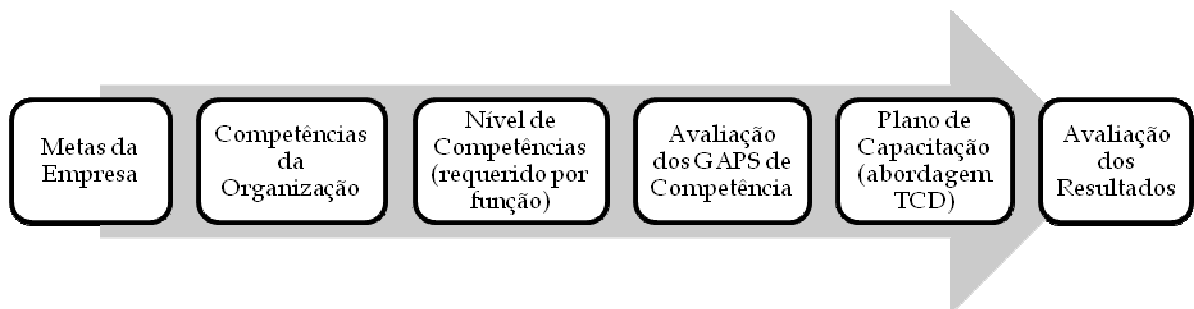 Metas da
Empresa
Competências
da
Organização
Nível de
Competências
(requerido por
função)
Avaliação
dos GAPS de
Competência
Plano de
Capacitação
(abordagem
TCD)
Avaliação
dos
Resultados